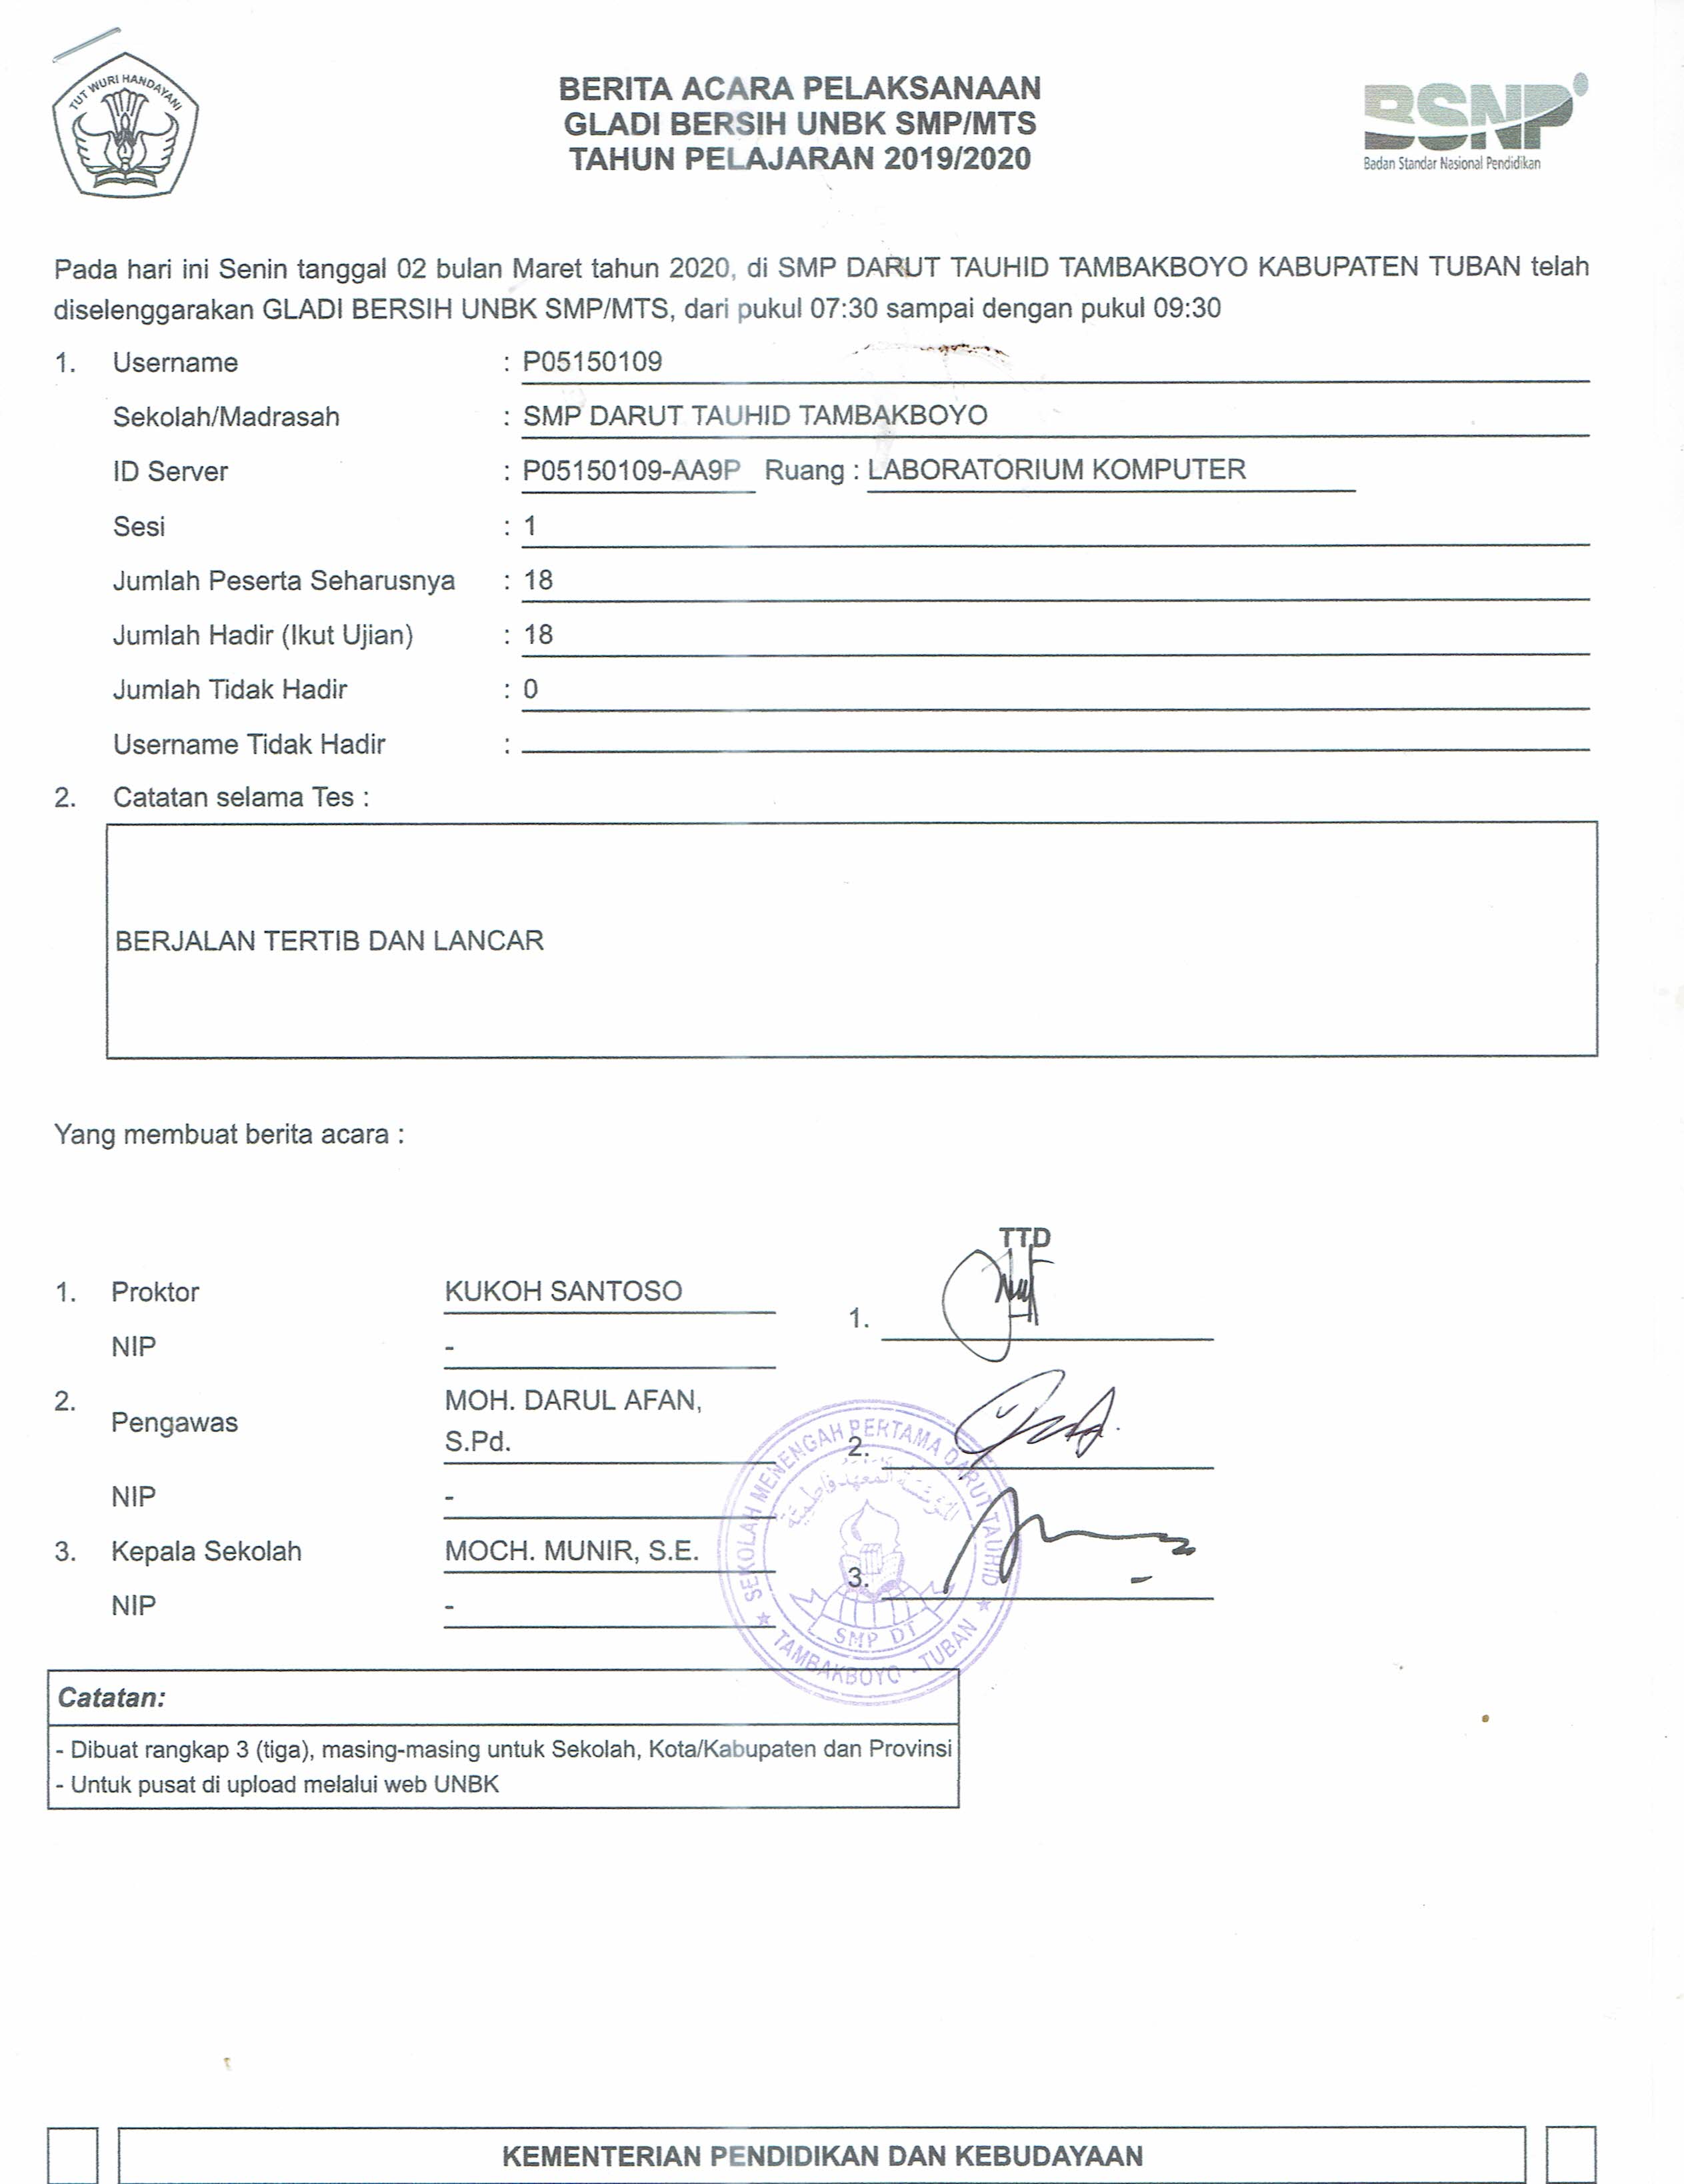 TUT WURI HANDAYANI
BERITA ACARA PELAKSANAAN
GLADI BERSIH UNBK SMP/MTS
TAHUN PELAJARAN 2019/2020
BSNP
Badan Standar Nasional Pendidikan
Pada hari ini Senin tanggal 02 bulan Maret tahun 2020, di SMP DARUT TAUHID TAMBAKBOYO KABUPATEN TUBAN telah
diselenggarakan GLADI BERSIH UNBK SMP/MTS, dari pukul 07:30 sampai dengan pukul 09:30
1. Username : P05150109
Sekolah/Madrasah : SMP DARUT TAUHID TAMBAKBOYO
ID Server : P05150109-AA9P Ruang : LABORATORIUM KOMPUTER
Sesi : 1
Jumlah Peserta Seharusnya : 18
Jumlah Hadir (Ikut Ujian) : 18
Jumlah Tidak Hadir : 0
Username Tidak Hadir :
2. Catatan selama Tes :
BERJALAN TERTIB DAN LANCAR
Yang membuat berita acara :
TTD
1. Proktor KUKOH SANTOSO 1.
NIP -
2. Pengawas MOH. DARUL AFAN,
S.Pd. 2.
NIP -
3. Kepala Sekolah MOCH. MUNIR, S.E. 3.
NIP -
SEKOLAH MENENGAH PERTAMA DARUT TAUHID
SMP DT
TAMBAKBOYO - TUBAN
Catatan:
- Dibuat rangkap 3 (tiga), masing-masing untuk Sekolah, Kota/Kabupaten dan Provinsi
- Untuk pusat di upload melalui web UNBK
KEMENTERIAN PENDIDIKAN DAN KEBUDAYAAN